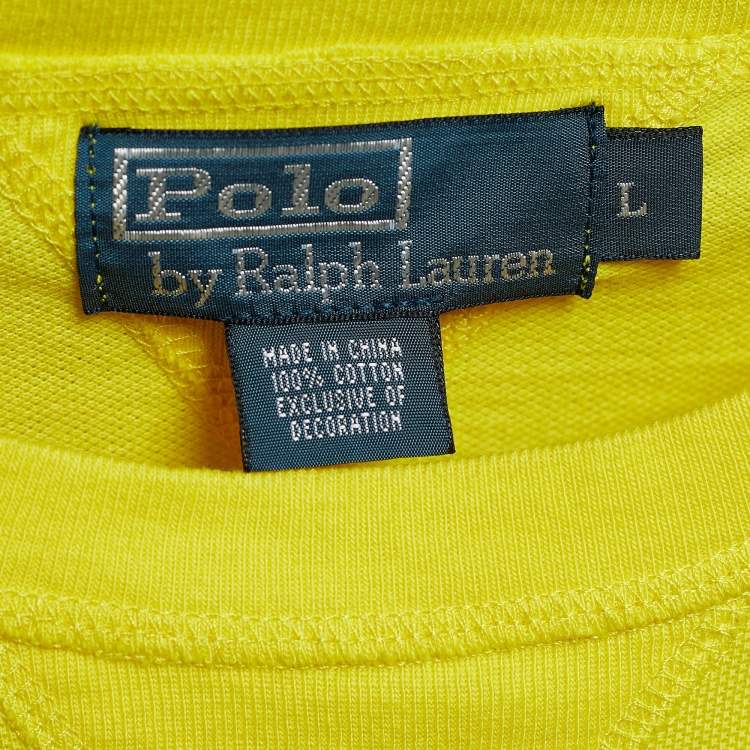 Polo
by Ralph Lauren
L
MADE IN CHINA
100% COTTON
EXCLUSIVE OF
DECORATION